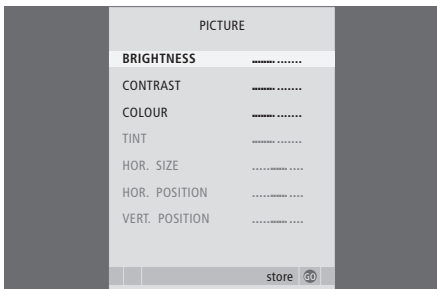 PICTURE
BRIGHTNESS ...............
CONTRAST ...............
COLOUR ...............
TINT ...............
HOR. SIZE ...............
HOR. POSITION ...............
VERT. POSITION ...............
store GO